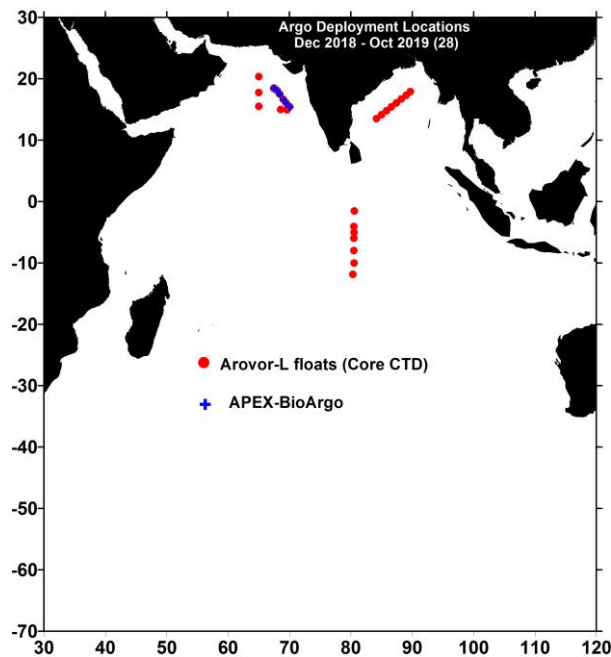 Argo Deployment Locations
Dec 2018 - Oct 2019 (28)
30
20
10
0
-10
-20
-30
-40
-50
-60
-70
Arovor-L floats (Core CTD)
APEX-BioArgo
30 40 50 60 70 80 90 100 110 120